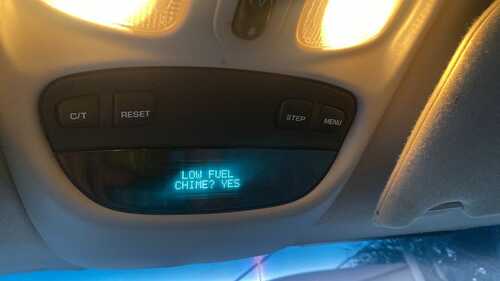 C/T
RESET
STEP
MENU
LOW FUEL
CHIME? YES